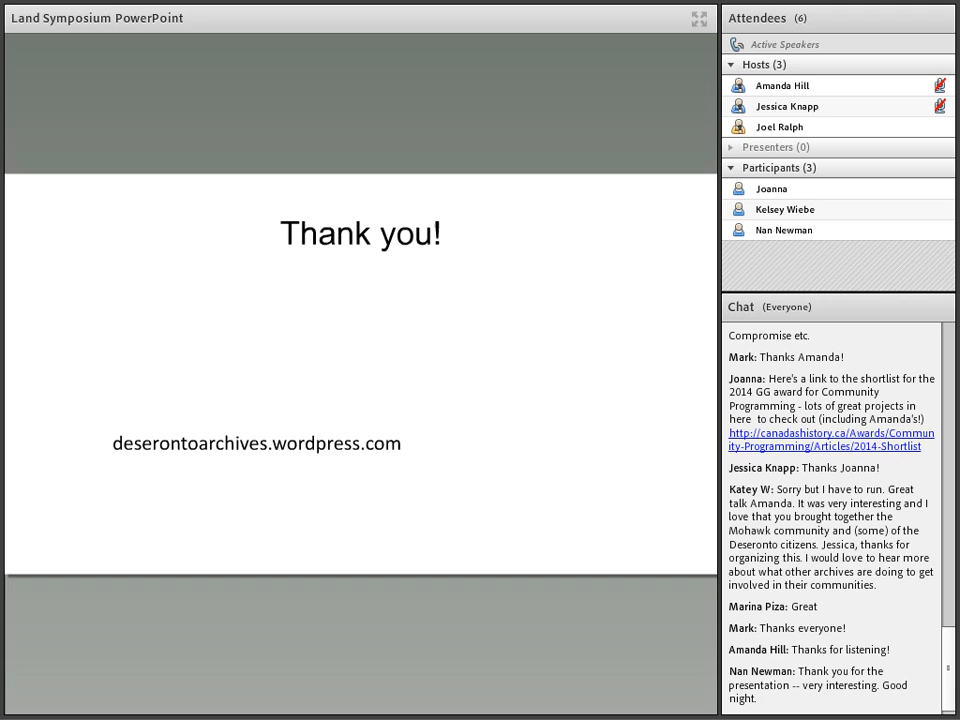 Land Symposium PowerPoint
Thank you!
deserontoarchives.wordpress.com
Attendees (6)
Active Speakers
Hosts (3)
Amanda Hill
Jessica Knapp
Joel Ralph
Presenters (0)
Participants (3)
Joanna
Kelsey Wiebe
Nan Newman
Chat (Everyone)
Compromise etc.
Mark: Thanks Amanda!
Joanna: Here's a link to the shortlist for the
2014 GG award for Community
Programming - lots of great projects in
here to check out (including Amanda's!)
http://canadashistory.ca/Awards/Commun
ity-Programming/Articles/2014-Shortlist
Jessica Knapp: Thanks Joanna!
Katey W: Sorry but I have to run. Great
talk Amanda. It was very interesting and I
love that you brought together the
Mohawk community and (some) of the
Deseronto citizens. Jessica, thanks for
organizing this. I would love to hear more
about what other archives are doing to get
involved in their communities.
Marina Piza: Great
Mark: Thanks everyone!
Amanda Hill: Thanks for listening!
Nan Newman: Thank you for the
presentation -- very interesting. Good
night.